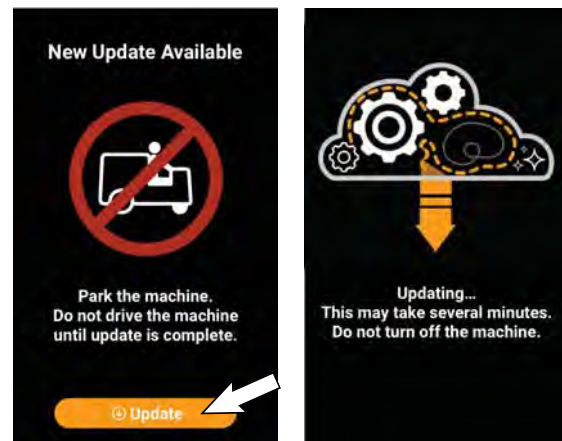 New Update Available
Park the machine.
Do not drive the machine
until update is complete.
Update
Updating...
This may take several minutes.
Do not turn off the machine.